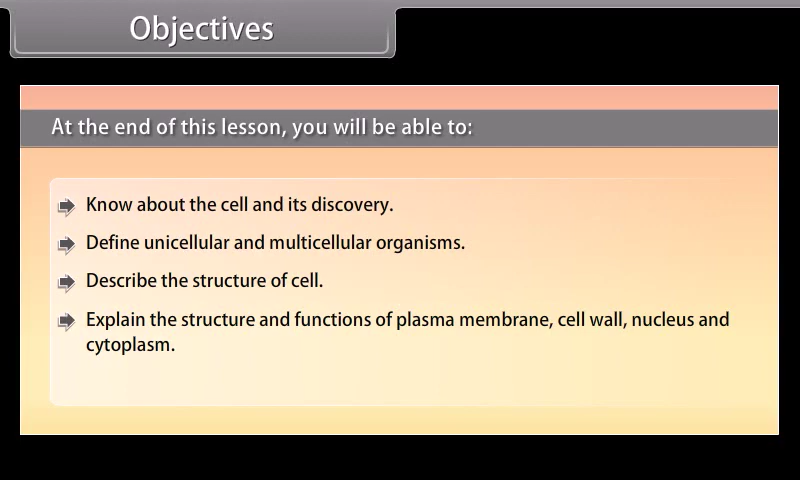 Objectives
At the end of this lesson, you will be able to:
Know about the cell and its discovery.
Define unicellular and multicellular organisms.
Describe the structure of cell.
Explain the structure and functions of plasma membrane, cell wall, nucleus and
cytoplasm.